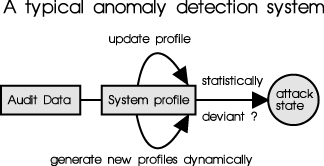 A typical anomaly detection system
update profile
Audit Data
System profile
statistically
deviant ?
attack
state
generate new profiles dynamically